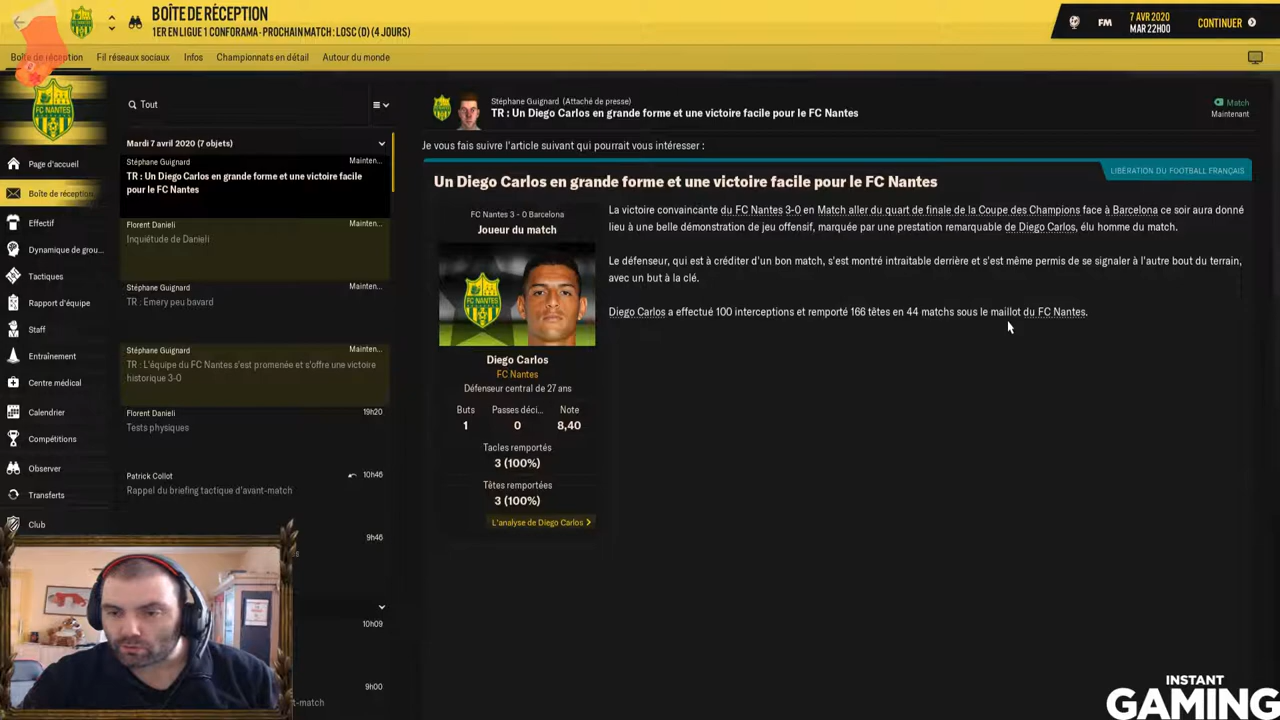 BOÎTE DE RÉCEPTION
1ER EN LIGUE 1 CONFORAMA - PROCHAIN MATCH : LOSC (D) (4 JOURS)
FM
7 AVR 2020
MAR 22H00
CONTINUER
Boîte de réception
Fil réseaux sociaux
Infos
Championnats en détail
Autour du monde
FC NANTES
Page d'accueil
Boîte de réception
Effectif
Dynamique de grou...
Tactiques
Rapport d'équipe
Staff
Entraînement
Centre médical
Calendrier
Compétitions
Observer
Transferts
Club
Tout
Mardi 7 avril 2020 (7 objets)
Stéphane Guignard Mainten...
TR : Un Diego Carlos en grande forme et une victoire facile
pour le FC Nantes
Florent Danieli Mainten...
Inquiétude de Danieli
Stéphane Guignard Mainten...
TR : Emery peu bavard
Stéphane Guignard Mainten...
TR : L'équipe du FC Nantes s'est promenée et s'offre une victoire
historique 3-0
Florent Danieli 19h20
Tests physiques
Patrick Collot 10h46
Rappel du briefing tactique d'avant-match
9h46
10h09
9h00
t-match
Stéphane Guignard (Attaché de presse)
TR : Un Diego Carlos en grande forme et une victoire facile pour le FC Nantes
Match
Maintenant
Je vous fais suivre l'article suivant qui pourrait vous intéresser :
LIBÉRATION DU FOOTBALL FRANÇAIS
Un Diego Carlos en grande forme et une victoire facile pour le FC Nantes
FC Nantes 3 - 0 Barcelona
Joueur du match
FC NANTES
Diego Carlos
FC Nantes
Défenseur central de 27 ans
Buts Passes déci... Note
1 0 8,40
Tacles remportés
3 (100%)
Têtes remportées
3 (100%)
L'analyse de Diego Carlos
La victoire convaincante du FC Nantes 3-0 en Match aller du quart de finale de la Coupe des Champions face à Barcelona ce soir aura donné
lieu à une belle démonstration de jeu offensif, marquée par une prestation remarquable de Diego Carlos, élu homme du match.
Le défenseur, qui est à créditer d'un bon match, s'est montré intraitable derrière et s'est même permis de se signaler à l'autre bout du terrain,
avec un but à la clé.
Diego Carlos a effectué 100 interceptions et remporté 166 têtes en 44 matchs sous le maillot du FC Nantes.
INSTANT
GAMING